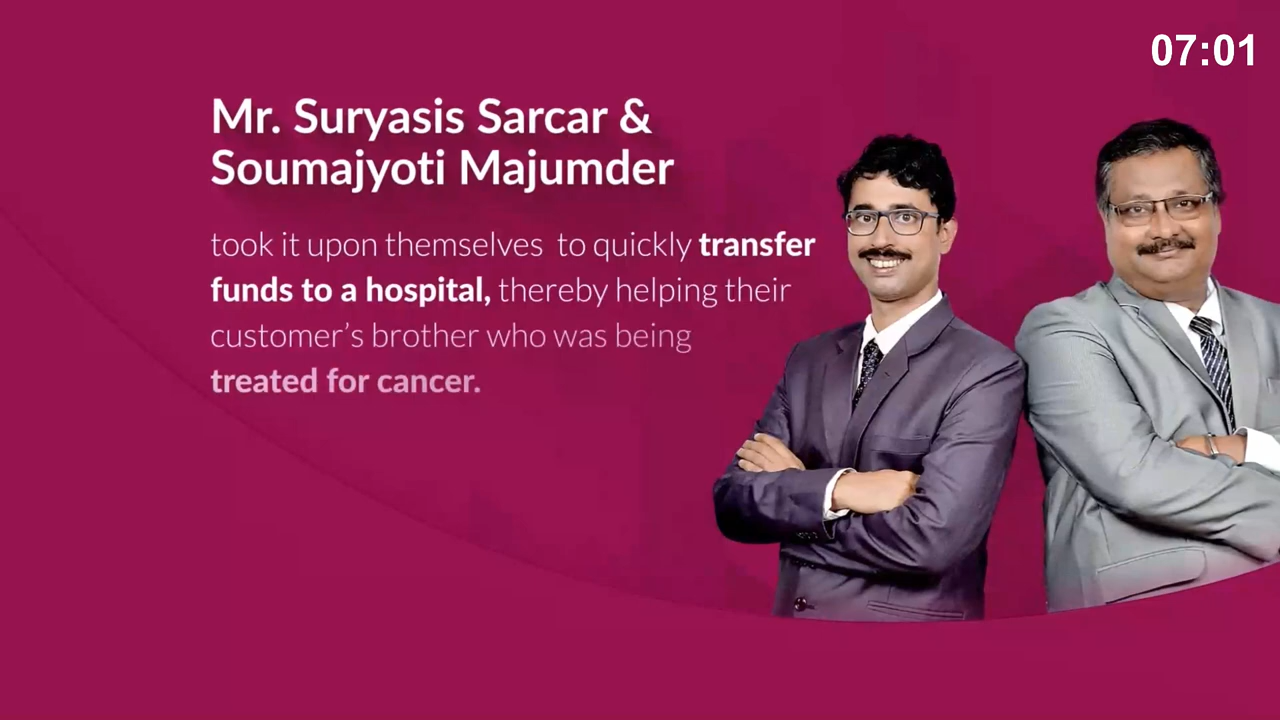 07:01
Mr. Suryasis Sarcar &
Soumajyoti Majumder
took it upon themselves to quickly transfer
funds to a hospital, thereby helping their
customer’s brother who was being
treated for cancer.